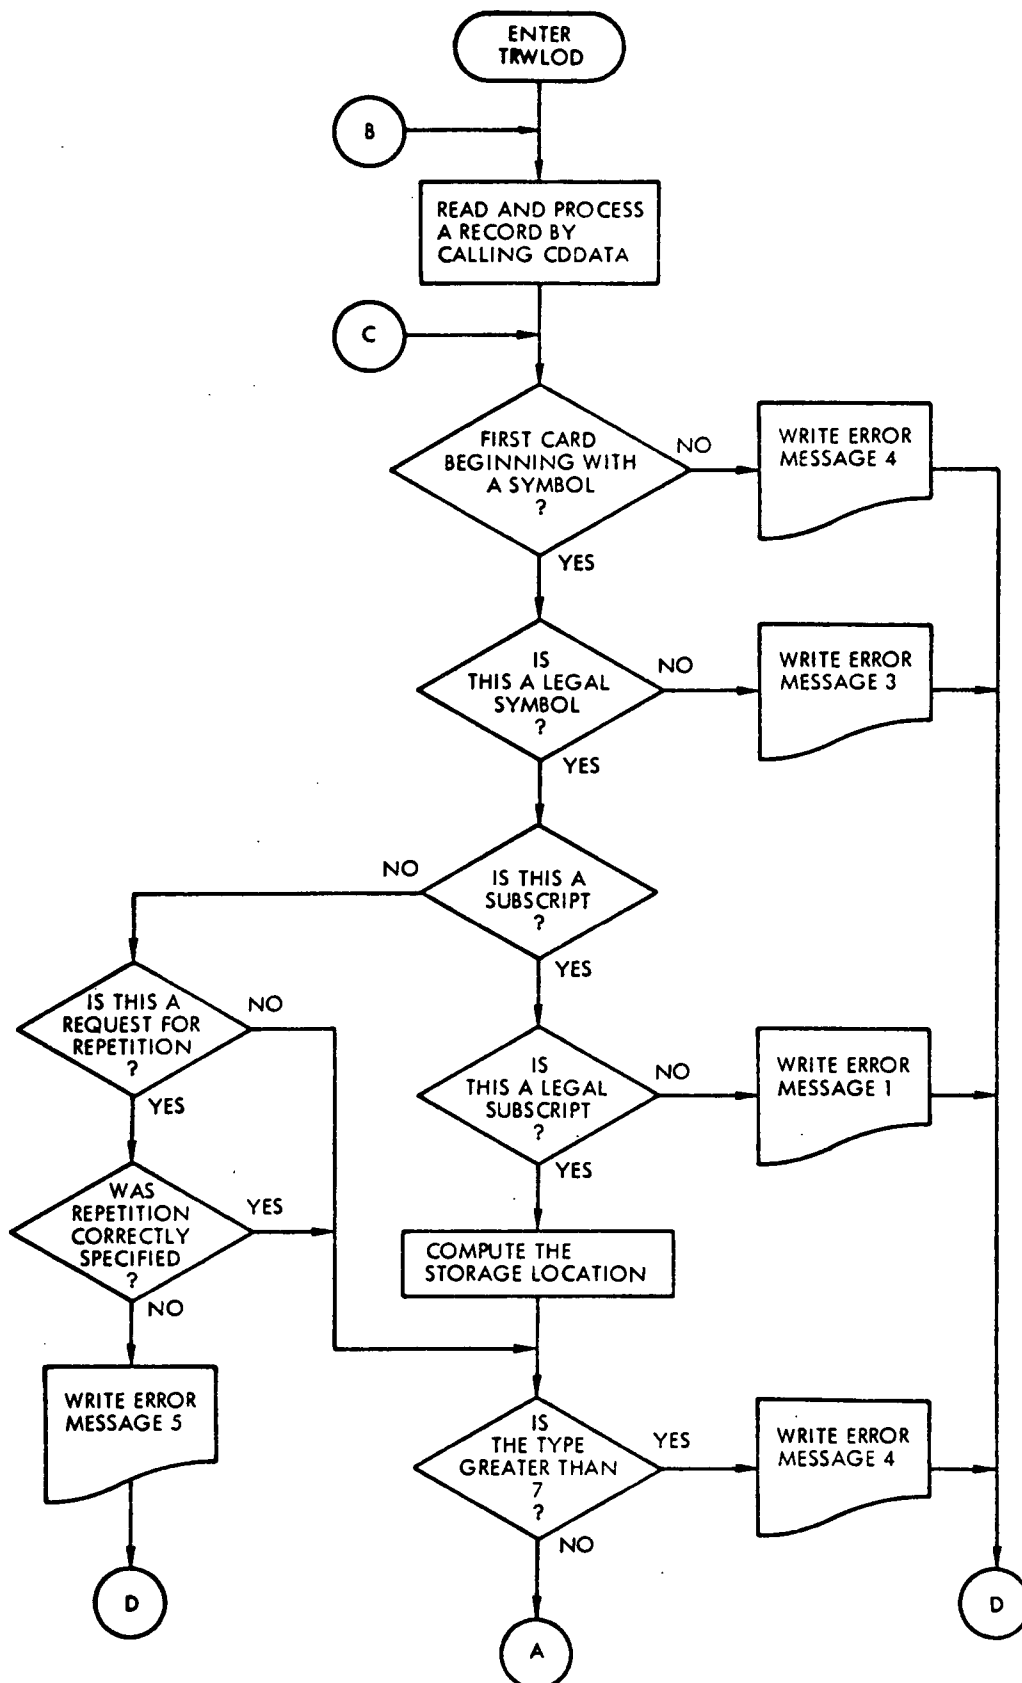 ENTER
TRWLOD
B
READ AND PROCESS
A RECORD BY
CALLING CDDATA
C
FIRST CARD
BEGINNING WITH
A SYMBOL
?
NO
WRITE ERROR
MESSAGE 4
YES
IS
THIS A LEGAL
SYMBOL
?
NO
WRITE ERROR
MESSAGE 3
YES
NO
IS THIS A
SUBSCRIPT
?
YES
IS THIS A
REQUEST FOR
REPETITION
?
NO
YES
IS
THIS A LEGAL
SUBSCRIPT
?
NO
WRITE ERROR
MESSAGE 1
YES
WAS
REPETITION
CORRECTLY
SPECIFIED
?
YES
NO
COMPUTE THE
STORAGE LOCATION
WRITE ERROR
MESSAGE 5
IS
THE TYPE
GREATER THAN
7
?
YES
WRITE ERROR
MESSAGE 4
NO
D
A
D